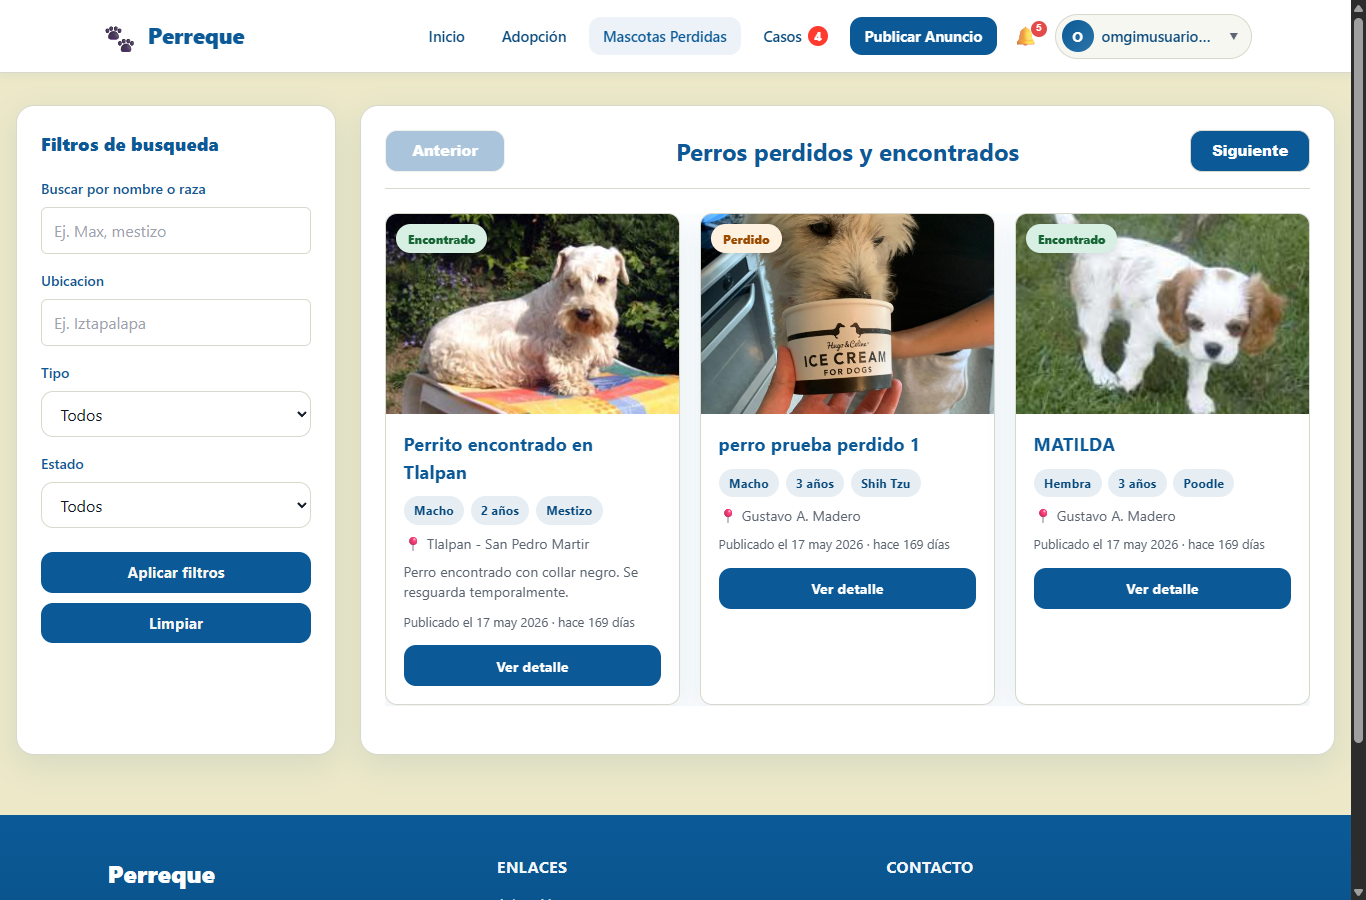 Perreque
Inicio
Adopción
Mascotas Perdidas
Casos 4
Publicar Anuncio
5
O
omgimusuario...
Filtros de busqueda
Buscar por nombre o raza
Ej. Max, mestizo
Ubicacion
Ej. Iztapalapa
Tipo
Todos
Estado
Todos
Aplicar filtros
Limpiar
Anterior
Perros perdidos y encontrados
Siguiente
Encontrado
Perrito encontrado en
Tlalpan
Macho 2 años Mestizo
Tlalpan - San Pedro Martir
Perro encontrado con collar negro. Se
resguarda temporalmente.
Publicado el 17 may 2026 · hace 169 días
Ver detalle
Perdido
Hugo & Celine
ICE CREAM
FOR DOGS
perro prueba perdido 1
Macho 3 años Shih Tzu
Gustavo A. Madero
Publicado el 17 may 2026 · hace 169 días
Ver detalle
Encontrado
MATILDA
Hembra 3 años Poodle
Gustavo A. Madero
Publicado el 17 may 2026 · hace 169 días
Ver detalle
Perreque
ENLACES
CONTACTO